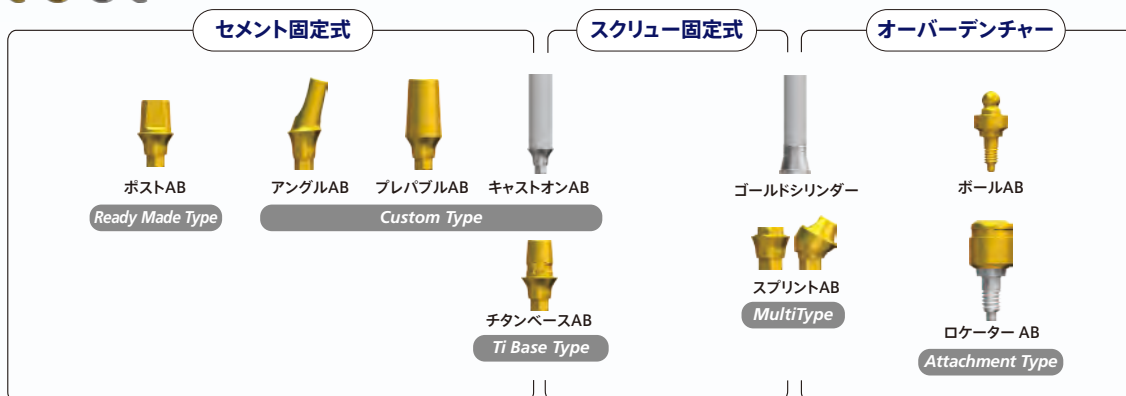 セメント固定式
スクリュー固定式
オーバーデンチャー
ポストAB
アングルAB
プレパブルAB
キャストオンAB
ゴールドシリンダー
ボールAB
Ready Made Type
Custom Type
スプリントAB
チタンベースAB
MultiType
ロケーター AB
Ti Base Type
Attachment Type